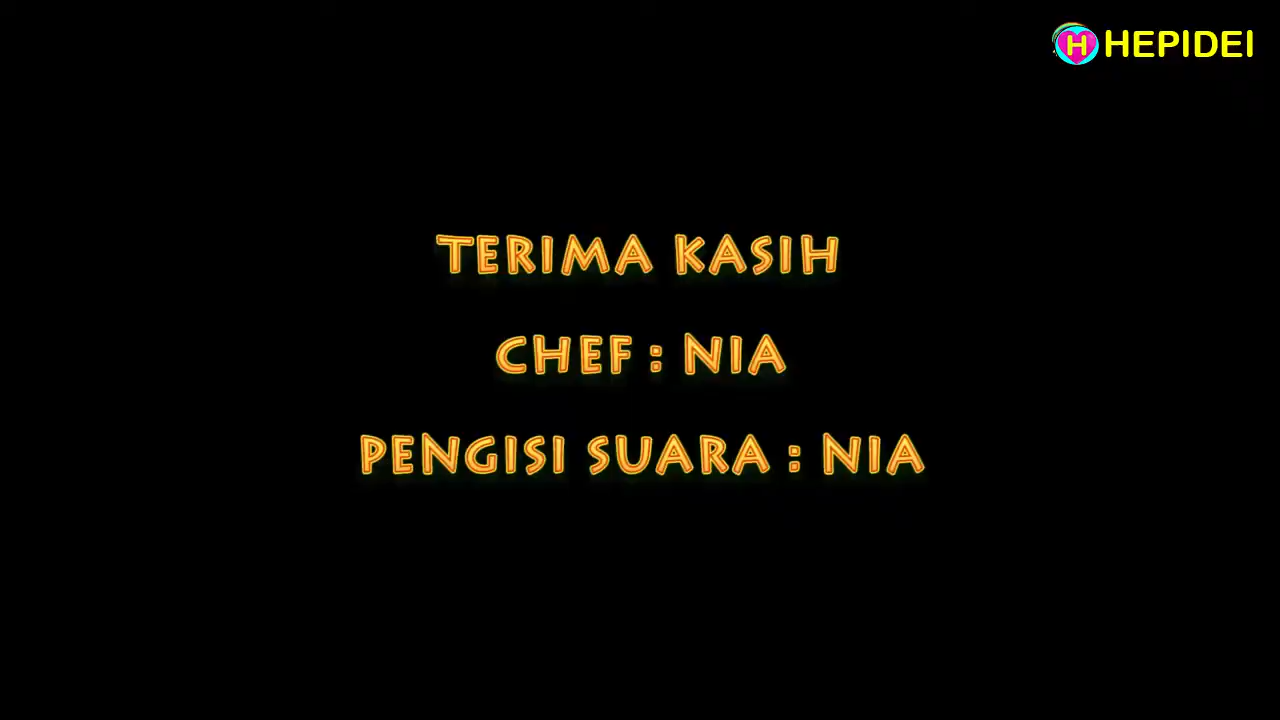 H HEPIDEI
TERIMA KASIH
CHEF : NIA
PENGISI SUARA : NIA